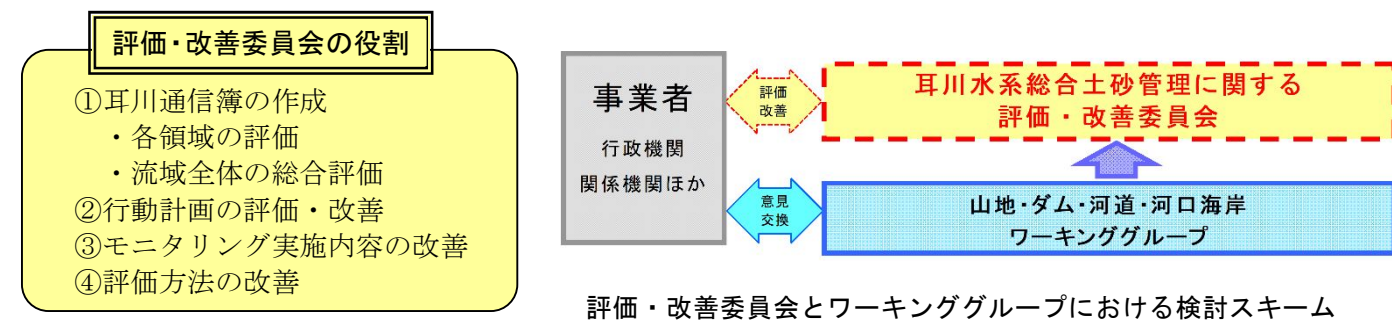 評価・改善委員会の役割
①耳川通信簿の作成
・各領域の評価
・流域全体の総合評価
②行動計画の評価・改善
③モニタリング実施内容の改善
④評価方法の改善
事業者
行政機関
関係機関ほか
評価
改善
意見
交換
耳川水系総合土砂管理に関する
評価・改善委員会
山地・ダム・河道・河口海岸
ワーキンググループ
評価・改善委員会とワーキンググループにおける検討スキーム